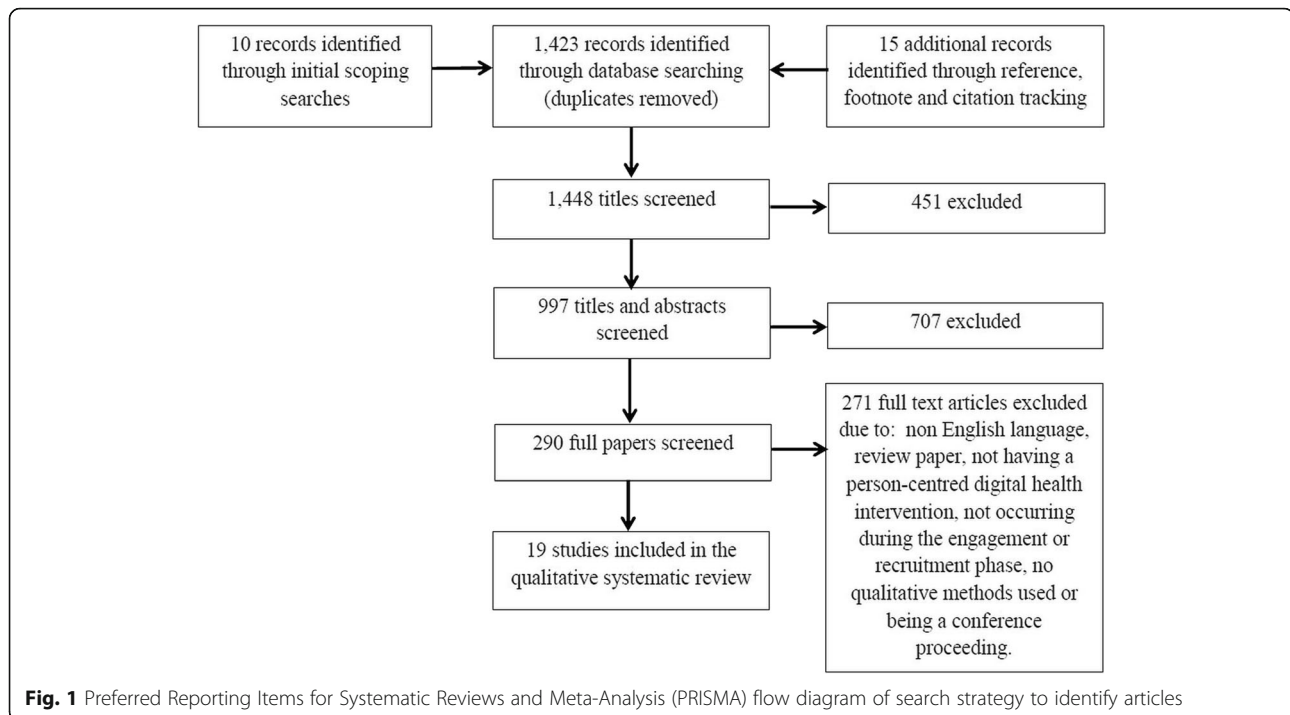 10 records identified
through initial scoping
searches
1,423 records identified
through database searching
(duplicates removed)
15 additional records
identified through reference,
footnote and citation tracking
1,448 titles screened
451 excluded
997 titles and abstracts
screened
707 excluded
290 full papers screened
271 full text articles excluded
due to: non English language,
review paper, not having a
person-centred digital health
intervention, not occurring
during the engagement or
recruitment phase, no
qualitative methods used or
being a conference
proceeding.
19 studies included in the
qualitative systematic review
Fig. 1 Preferred Reporting Items for Systematic Reviews and Meta-Analysis (PRISMA) flow diagram of search strategy to identify articles